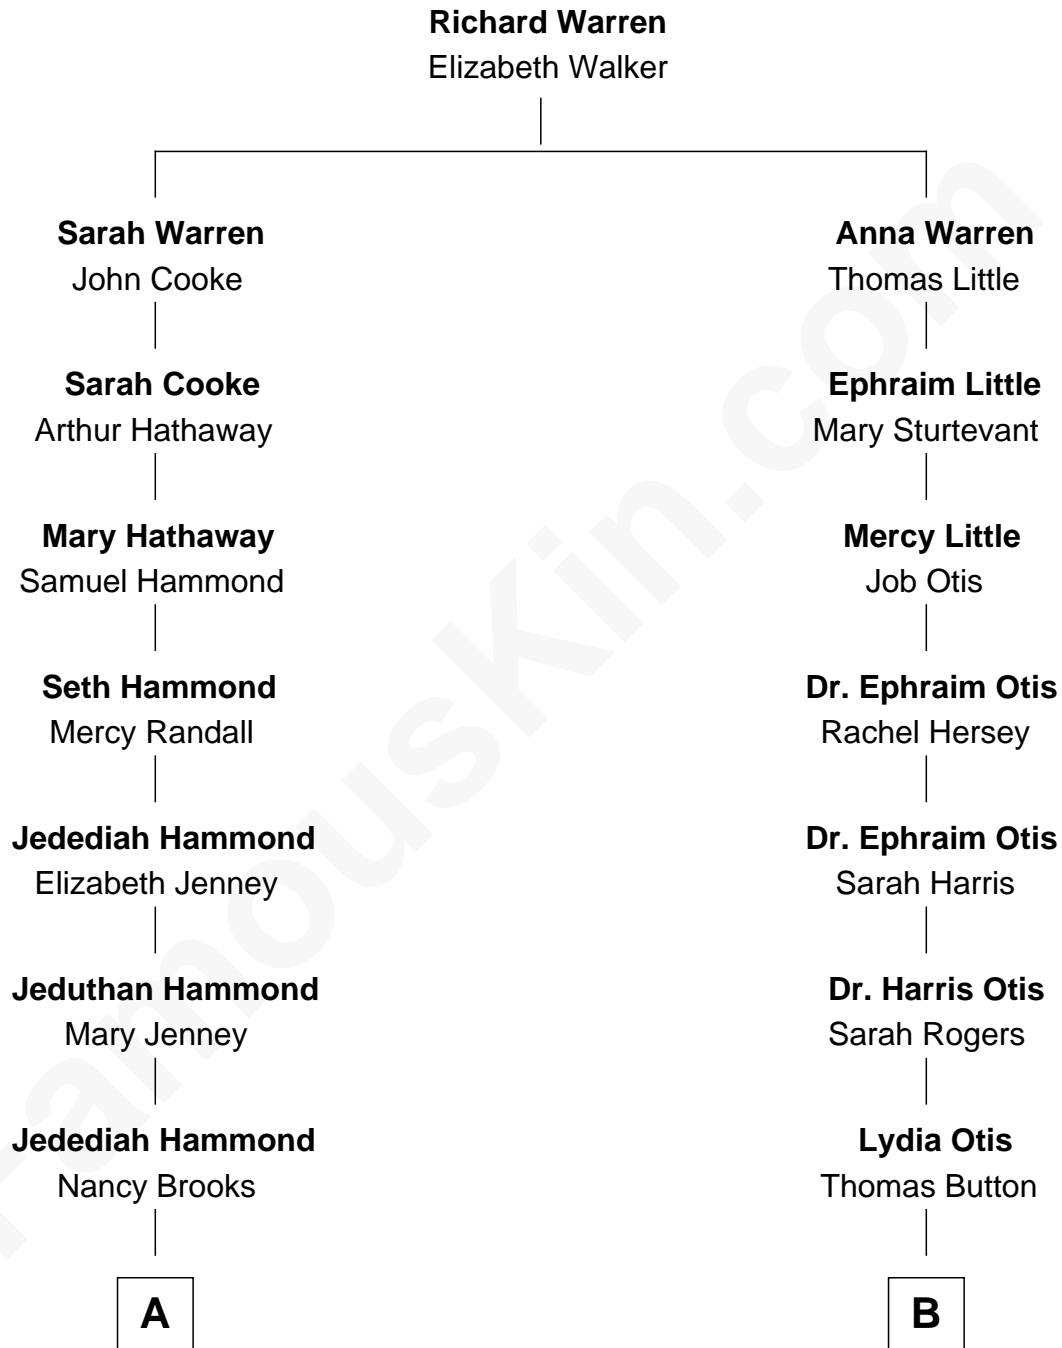 Richard Warren
Elizabeth Walker
Sarah Warren
John Cooke
Anna Warren
Thomas Little
Sarah Cooke
Arthur Hathaway
Ephraim Little
Mary Sturtevant
Mary Hathaway
Samuel Hammond
Mercy Little
Job Otis
Seth Hammond
Mercy Randall
Dr. Ephraim Otis
Rachel Hersey
Jedediah Hammond
Elizabeth Jenney
Dr. Ephraim Otis
Sarah Harris
Jeduthan Hammond
Mary Jenney
Dr. Harris Otis
Sarah Rogers
Jedediah Hammond
Nancy Brooks
Lydia Otis
Thomas Button
A
B
FamousKin.com